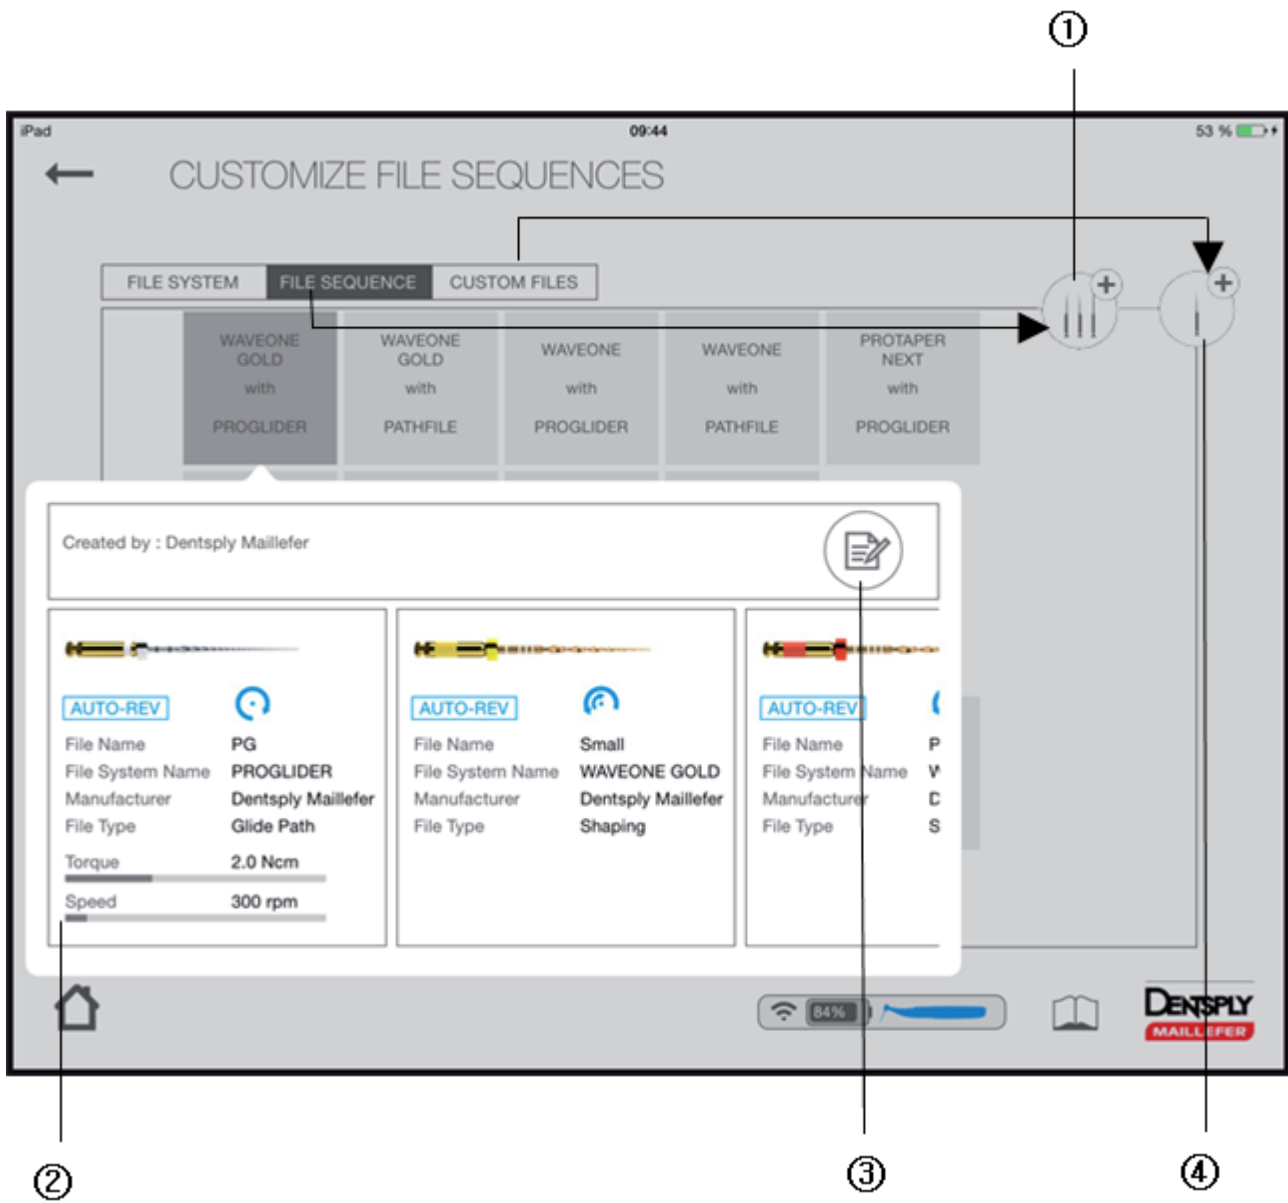 ①
iPad 09:44 53 %
CUSTOMIZE FILE SEQUENCES
FILE SYSTEM FILE SEQUENCE CUSTOM FILES
WAVEONE
GOLD
with
PROGLIDER
WAVEONE
GOLD
with
PATHFILE
WAVEONE
with
PROGLIDER
WAVEONE
with
PATHFILE
PROTAPER
NEXT
with
PROGLIDER
Created by : Dentsply Maillefer
AUTO-REV
File Name PG
File System Name PROGLIDER
Manufacturer Dentsply Maillefer
File Type Glide Path
Torque 2.0 Ncm
Speed 300 rpm
AUTO-REV
File Name Small
File System Name WAVEONE GOLD
Manufacturer Dentsply Maillefer
File Type Shaping
AUTO-REV
File Name P
File System Name W
Manufacturer D
File Type S
84%
DENTSPLY
MAILLEFER
②
③
④